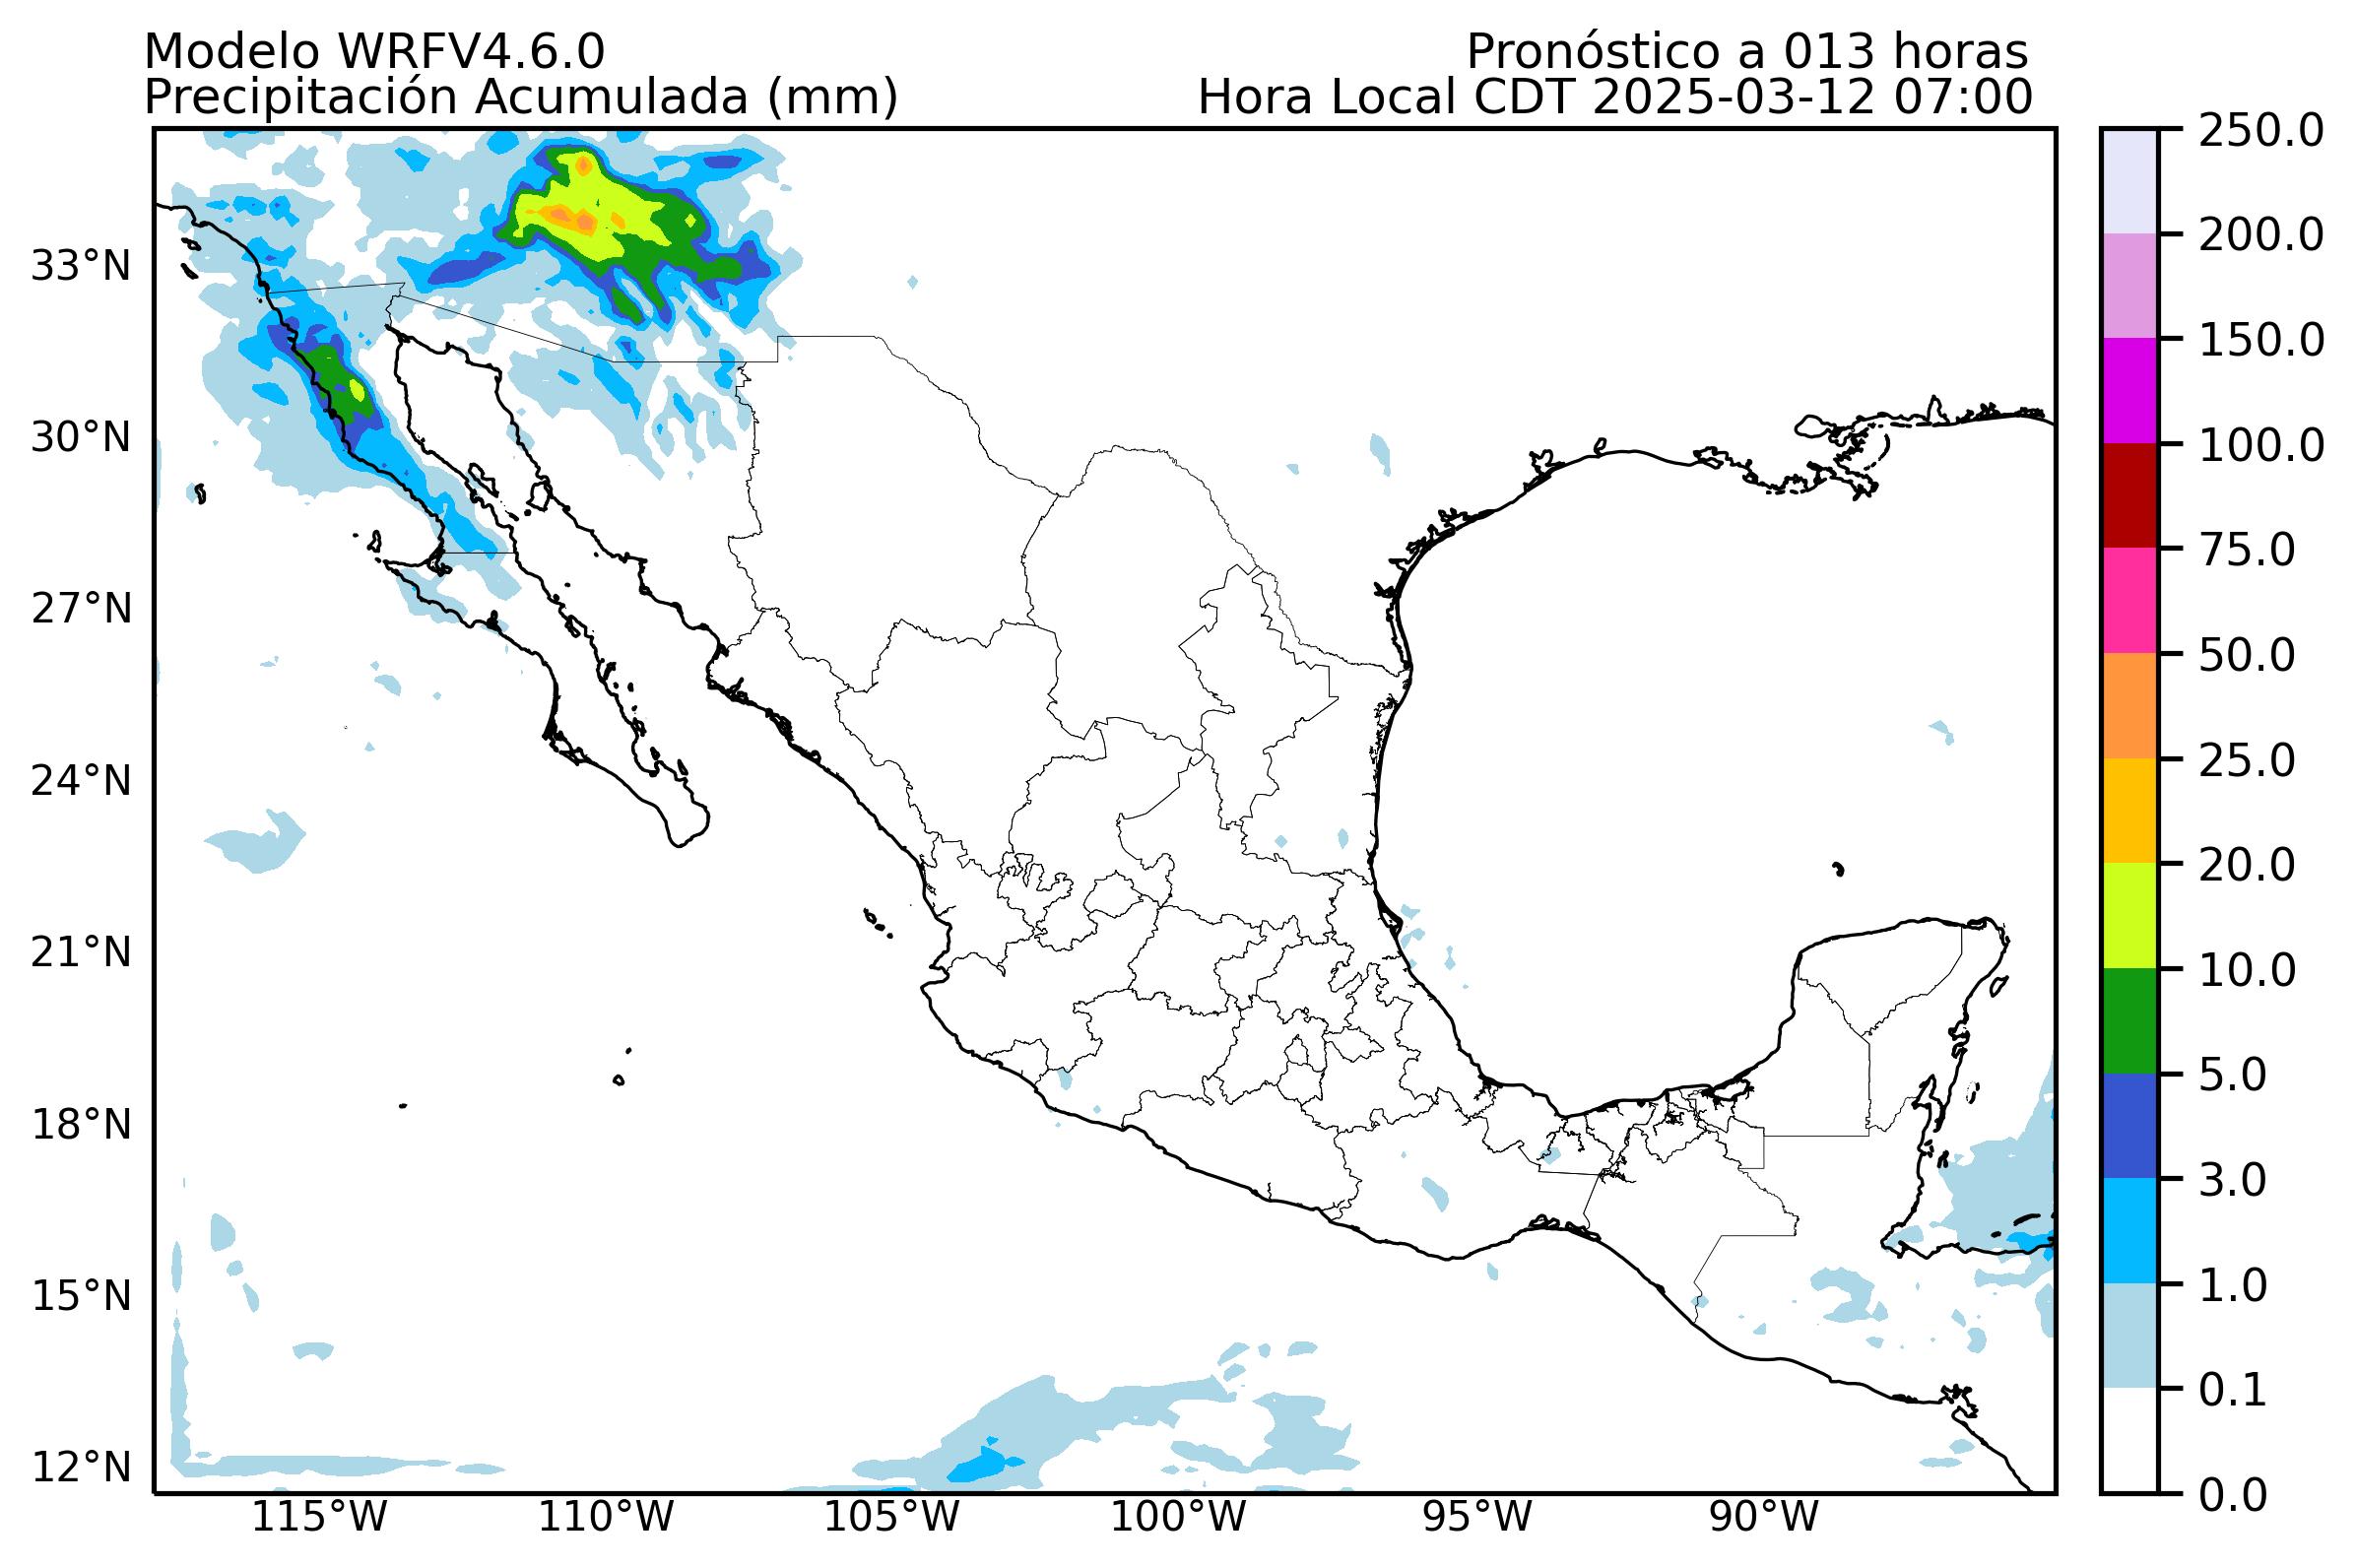 Modelo WRFV4.6.0
Pronóstico a 013 horas
Precipitación Acumulada (mm)
Hora Local CDT 2025-03-12 07:00
33°N
30°N
27°N
24°N
21°N
18°N
15°N
12°N
115°W
110°W
105°W
100°W
95°W
90°W
250.0
200.0
150.0
100.0
75.0
50.0
25.0
20.0
10.0
5.0
3.0
1.0
0.1
0.0